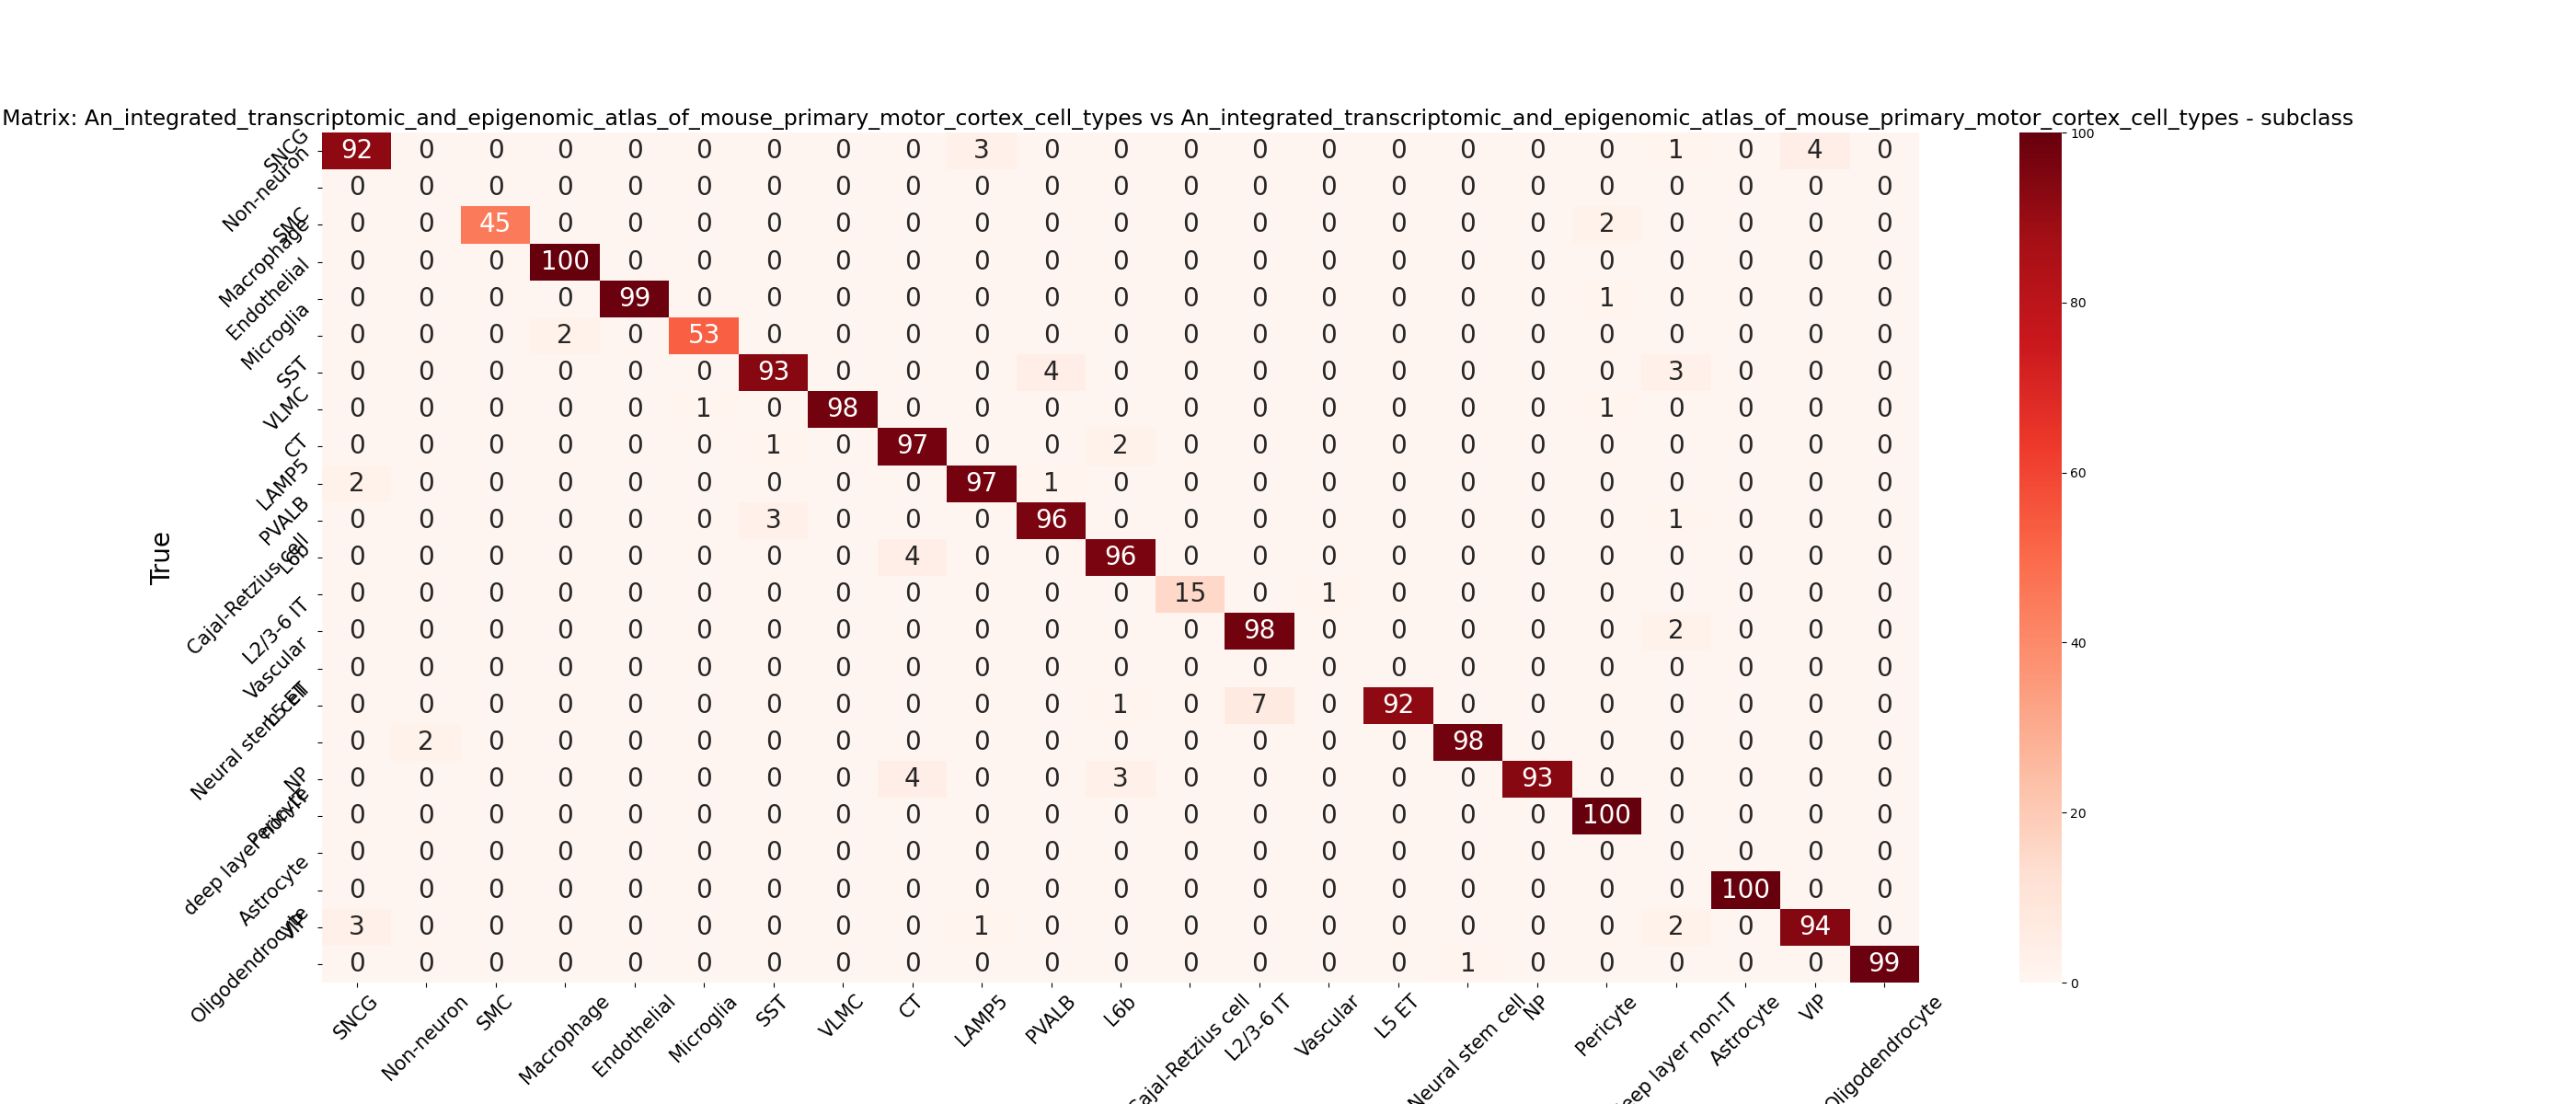 Matrix: An_integrated_transcriptomic_and_epigenomic_atlas_of_mouse_primary_motor_cortex_cell_types vs An_integrated_transcriptomic_and_epigenomic_atlas_of_mouse_primary_motor_cortex_cell_types - subclass
True
SNCG 92 0 0 0 0 0 0 0 0 3 0 0 0 0 0 0 0 0 0 1 0 4 0
Non-neuron 0 0 0 0 0 0 0 0 0 0 0 0 0 0 0 0 0 0 0 0 0 0 0
SMC 0 0 45 0 0 0 0 0 0 0 0 0 0 0 0 0 0 0 2 0 0 0 0
Macrophage 0 0 0 100 0 0 0 0 0 0 0 0 0 0 0 0 0 0 0 0 0 0 0
Endothelial 0 0 0 0 99 0 0 0 0 0 0 0 0 0 0 0 0 0 1 0 0 0 0
Microglia 0 0 0 2 0 53 0 0 0 0 0 0 0 0 0 0 0 0 0 0 0 0 0
SST 0 0 0 0 0 0 93 0 0 0 4 0 0 0 0 0 0 0 0 3 0 0 0
VLMC 0 0 0 0 0 1 0 98 0 0 0 0 0 0 0 0 0 0 1 0 0 0 0
CT 0 0 0 0 0 0 1 0 97 0 0 2 0 0 0 0 0 0 0 0 0 0 0
LAMP5 2 0 0 0 0 0 0 0 0 97 1 0 0 0 0 0 0 0 0 0 0 0 0
PVALB 0 0 0 0 0 0 3 0 0 0 96 0 0 0 0 0 0 0 0 1 0 0 0
L6b 0 0 0 0 0 0 0 0 4 0 0 96 0 0 0 0 0 0 0 0 0 0 0
Cajal-Retzius cell 0 0 0 0 0 0 0 0 0 0 0 0 15 0 1 0 0 0 0 0 0 0 0
L2/3-6 IT 0 0 0 0 0 0 0 0 0 0 0 0 0 98 0 0 0 0 0 2 0 0 0
Vascular 0 0 0 0 0 0 0 0 0 0 0 0 0 0 0 0 0 0 0 0 0 0 0
L5 ET 0 0 0 0 0 0 0 0 0 0 0 1 0 7 0 92 0 0 0 0 0 0 0
Neural stem cell 0 2 0 0 0 0 0 0 0 0 0 0 0 0 0 0 98 0 0 0 0 0 0
NP 0 0 0 0 0 0 0 0 4 0 0 3 0 0 0 0 0 93 0 0 0 0 0
Pericyte 0 0 0 0 0 0 0 0 0 0 0 0 0 0 0 0 0 0 100 0 0 0 0
deep layer non-IT 0 0 0 0 0 0 0 0 0 0 0 0 0 0 0 0 0 0 0 0 0 0 0
Astrocyte 0 0 0 0 0 0 0 0 0 0 0 0 0 0 0 0 0 0 0 0 100 0 0
VIP 3 0 0 0 0 0 0 0 0 1 0 0 0 0 0 0 0 0 0 2 0 94 0
Oligodendrocyte 0 0 0 0 0 0 0 0 0 0 0 0 0 0 0 0 1 0 0 0 0 0 99
SNCG Non-neuron SMC Macrophage Endothelial Microglia SST VLMC CT LAMP5 PVALB L6b Cajal-Retzius cell L2/3-6 IT Vascular L5 ET Neural stem cell NP Pericyte deep layer non-IT Astrocyte VIP Oligodendrocyte
100
80
60
40
20
0